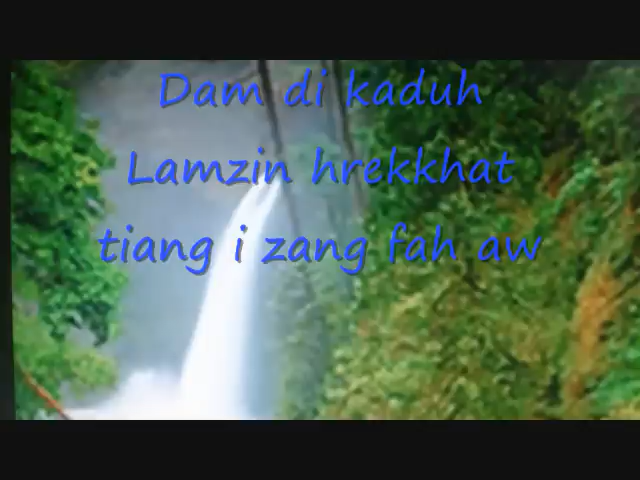 Dam di kaduh
Lamzin hrekkhat
tiang i zang fah aw